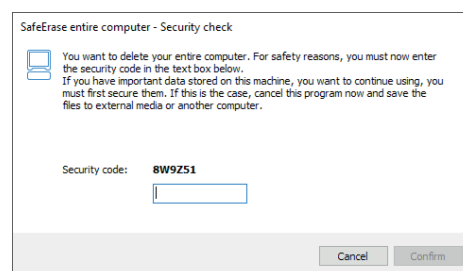 SafeErase entire computer - Security check
You want to delete your entire computer. For safety reasons, you must now enter
the security code in the text box below.
If you have important data stored on this machine, you want to continue using, you
must first secure them. If this is the case, cancel this program now and save the
files to external media or another computer.
Security code: 8W9Z51
Cancel Confirm